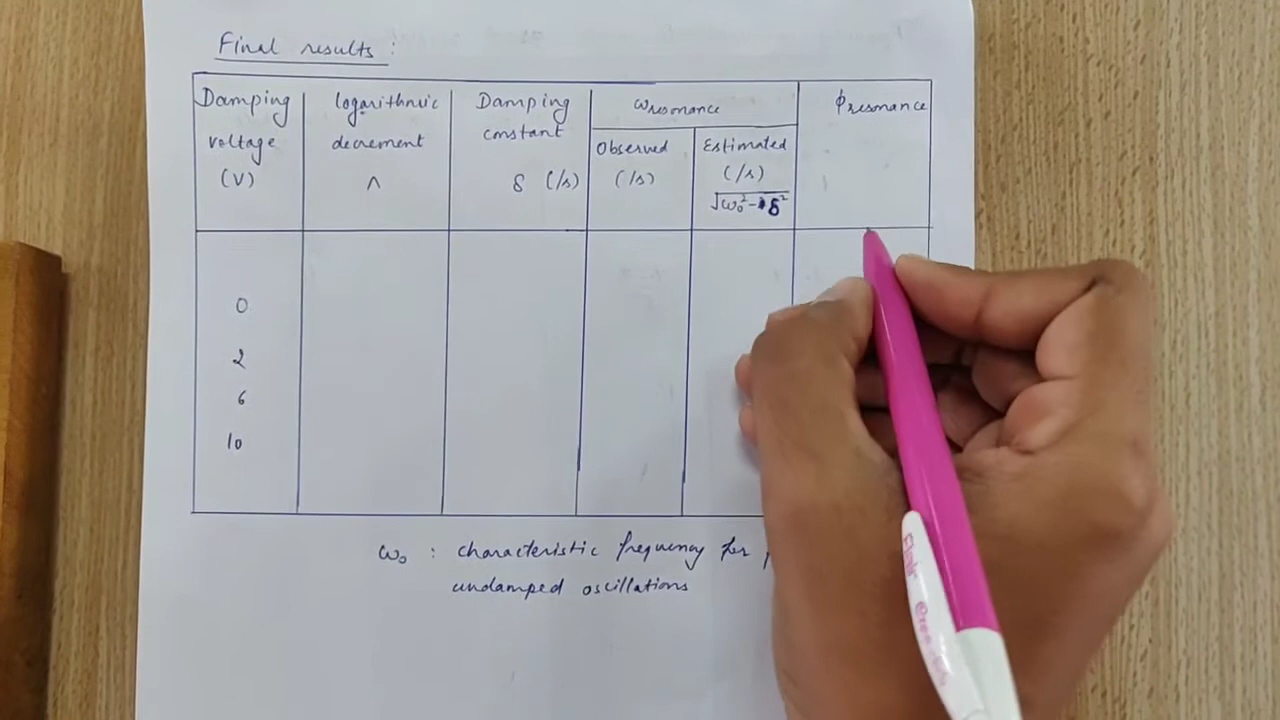 Final results :
Damping voltage (V)
logarithmic decrement Λ
Damping constant δ (/s)
ωresonance
Observed (/s)
Estimated (/s) √ω₀²-δ²
ϕresonance
0
2
6
10
ω₀ : characteristic frequency for
undamped oscillations